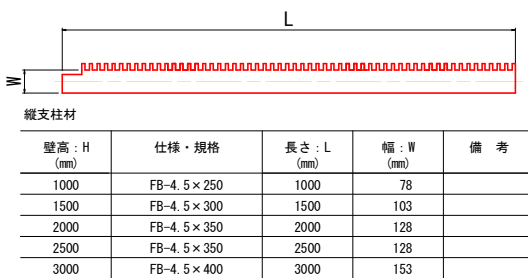 L
W
縦支柱材
壁高：H (mm) 仕様・規格 長さ：L (mm) 幅：W (mm) 備 考
1000 FB-4.5×250 1000 78
1500 FB-4.5×300 1500 103
2000 FB-4.5×350 2000 128
2500 FB-4.5×350 2500 128
3000 FB-4.5×400 3000 153